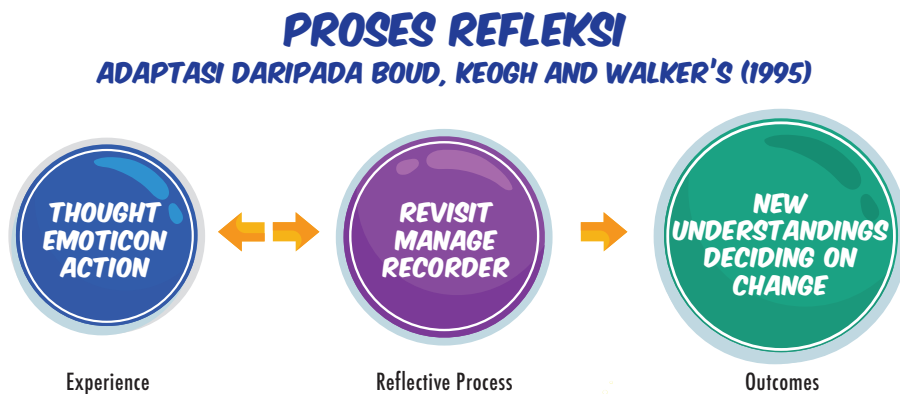 PROSES REFLEKSI
ADAPTASI DARIPADA BOUD, KEOGH AND WALKER'S (1995)
THOUGHT
EMOTICON
ACTION
REVISIT
MANAGE
RECORDER
NEW
UNDERSTANDINGS
DECIDING ON
CHANGE
Experience
Reflective Process
Outcomes